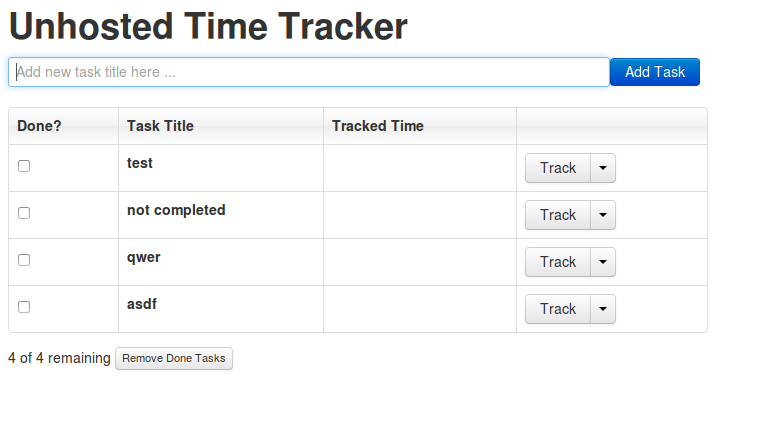 Unhosted Time Tracker
Add new task title here ... Add Task
Done? Task Title Tracked Time
test Track
not completed Track
qwer Track
asdf Track
4 of 4 remaining Remove Done Tasks